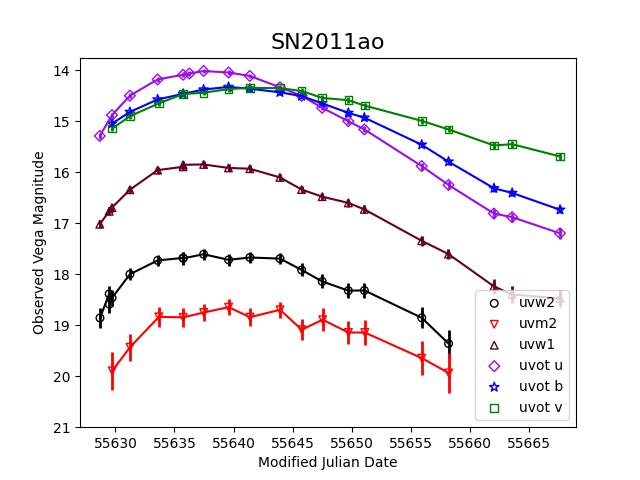 SN2011ao
Observed Vega Magnitude
14
15
16
17
18
19
20
21
uvw2
uvm2
uvw1
uvot u
uvot b
uvot v
55630 55635 55640 55645 55650 55655 55660 55665
Modified Julian Date